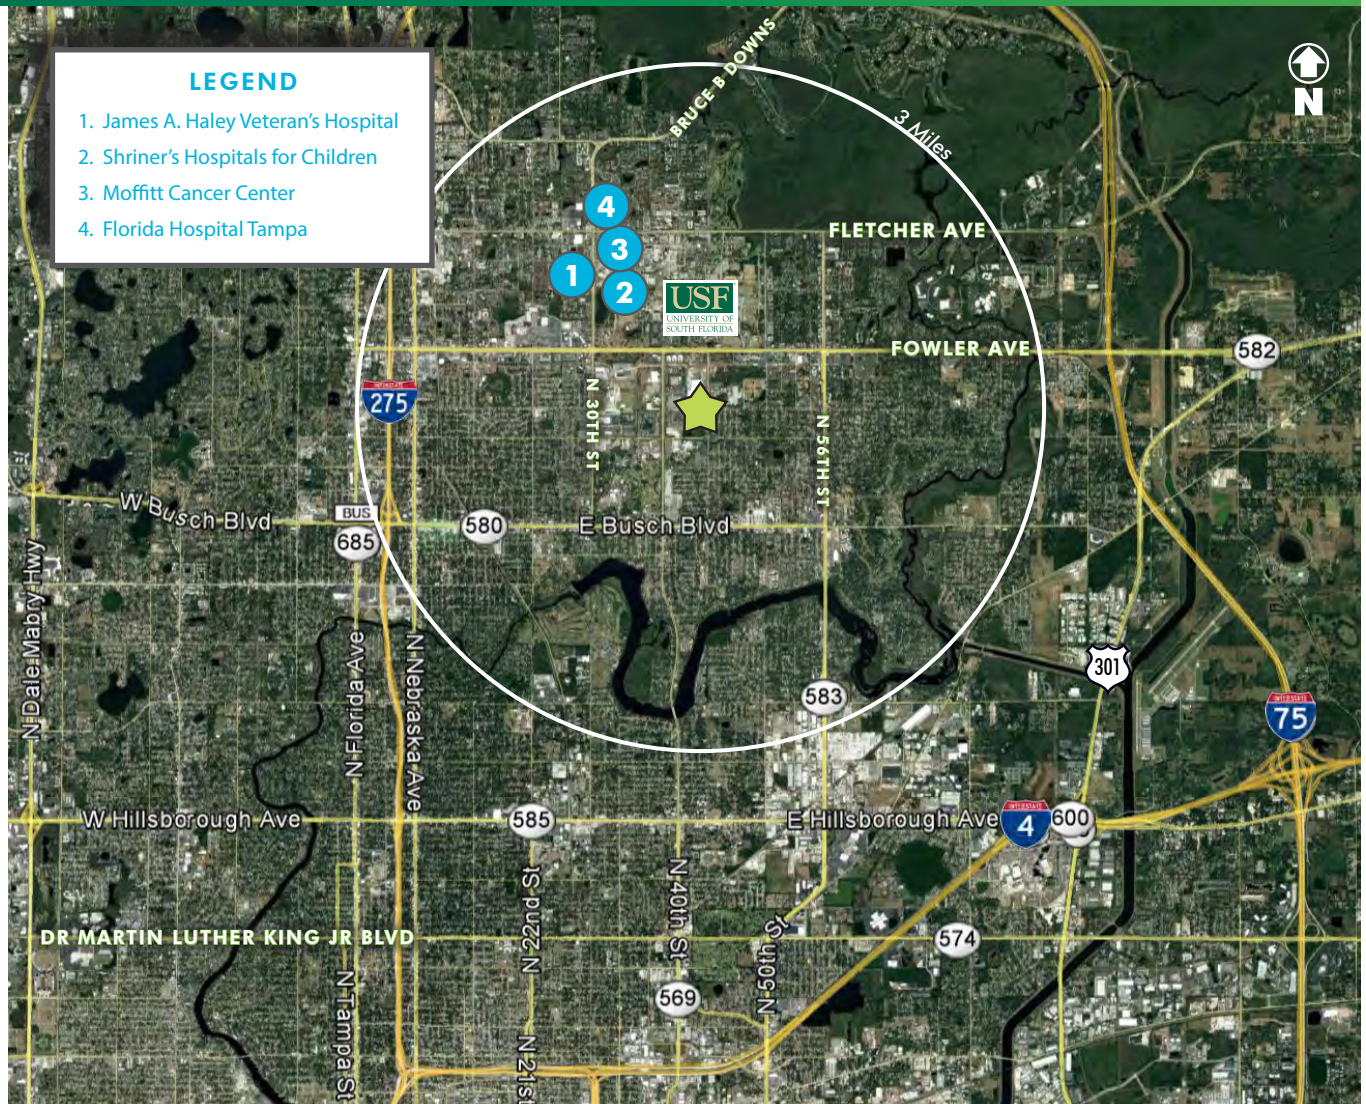 LEGEND
1. James A. Haley Veteran's Hospital
2. Shriner's Hospitals for Children
3. Moffitt Cancer Center
4. Florida Hospital Tampa
BRUCE B DOWNS
3 Miles
N
4
3
1
2
FLETCHER AVE
USF
UNIVERSITY OF
SOUTH FLORIDA
FOWLER AVE
582
INTERSTATE
275
N 30TH ST
N 56TH ST
W Busch Blvd
BUS
685
580
E Busch Blvd
N Dale Mabry Hwy
N Florida Ave
N Nebraska Ave
583
301
INTERSTATE
75
W Hillsborough Ave
585
E Hillsborough Ave
INTERSTATE
4
600
N 22nd St
N 40th St
N 50th St
DR MARTIN LUTHER KING JR BLVD
574
569
N Tampa St
N 21st